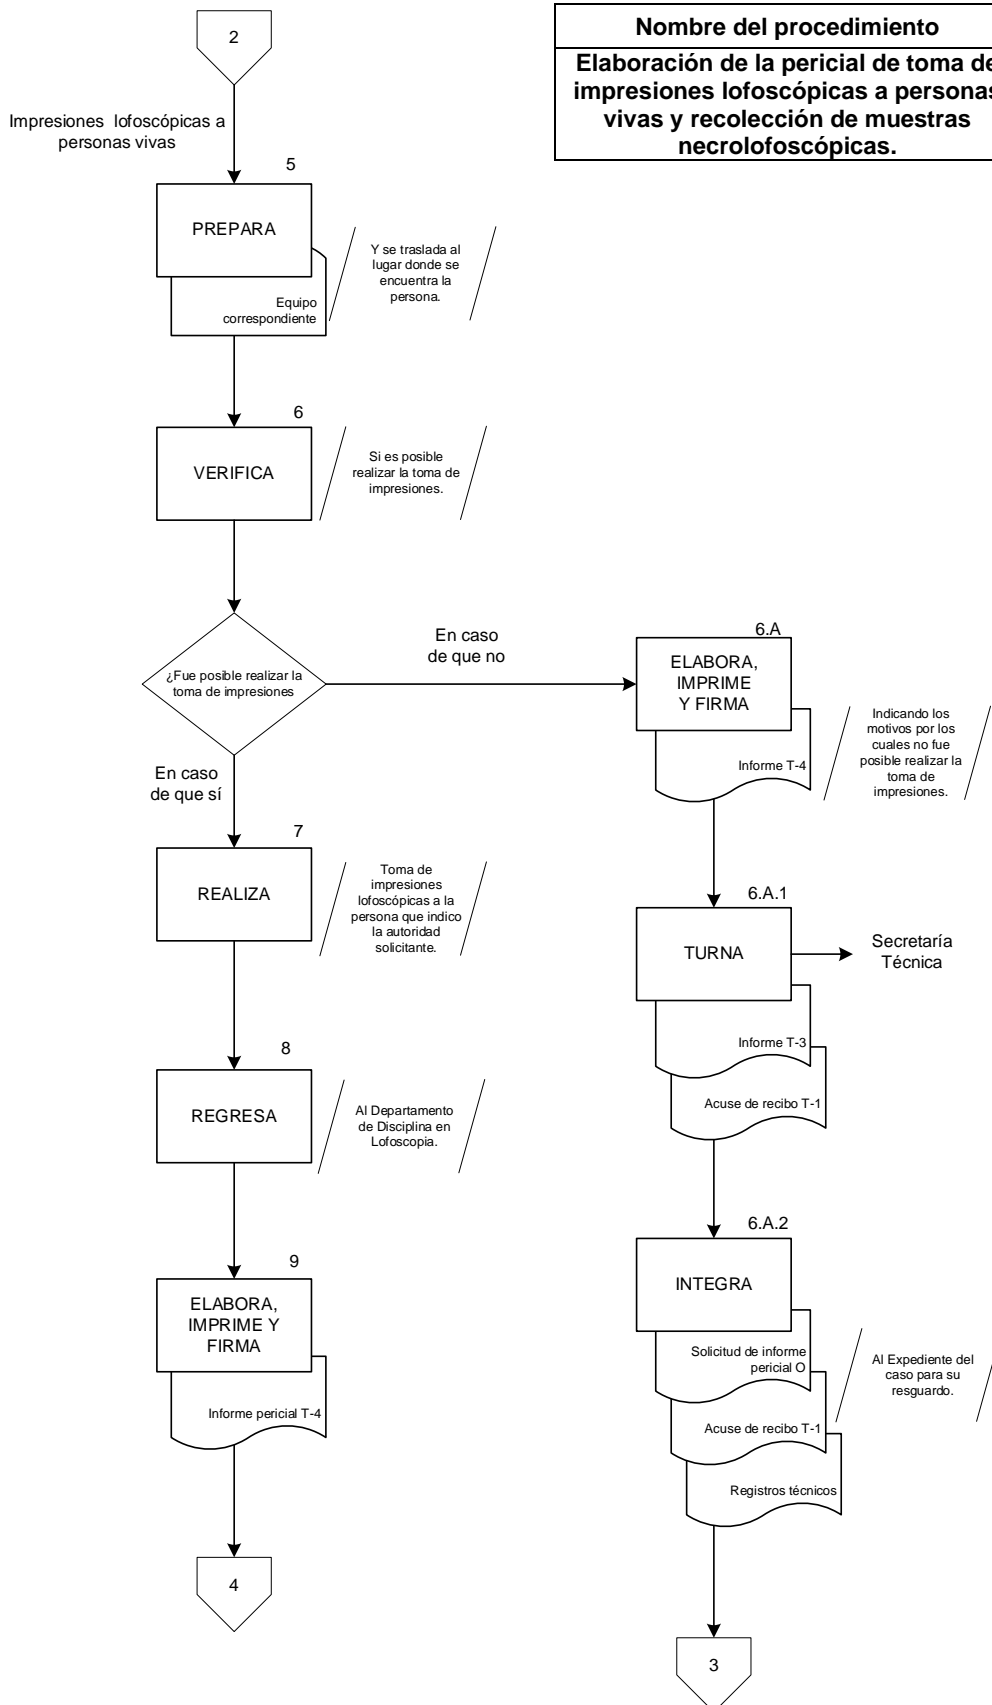 2
Nombre del procedimiento
Elaboración de la pericial de toma de
impresiones lofoscópicas a personas
vivas y recolección de muestras
necrolofoscópicas.
Impresiones lofoscópicas a
personas vivas
5
PREPARA
Equipo
correspondiente
Y se traslada al
lugar donde se
encuentra la
persona.
6
VERIFICA
Si es posible
realizar la toma de
impresiones.
¿Fue posible realizar la
toma de impresiones
En caso
de que no
6.A
ELABORA,
IMPRIME
Y FIRMA
Informe T-4
Indicando los
motivos por los
cuales no fue
posible realizar la
toma de
impresiones.
En caso
de que sí
7
REALIZA
Toma de
impresiones
lofoscópicas a la
persona que indico
la autoridad
solicitante.
6.A.1
TURNA
Secretaría
Técnica
Informe T-3
Acuse de recibo T-1
8
REGRESA
Al Departamento
de Disciplina en
Lofoscopia.
6.A.2
INTEGRA
Solicitud de informe
pericial O
Acuse de recibo T-1
Registros técnicos
Al Expediente del
caso para su
resguardo.
9
ELABORA,
IMPRIME Y
FIRMA
Informe pericial T-4
4
3